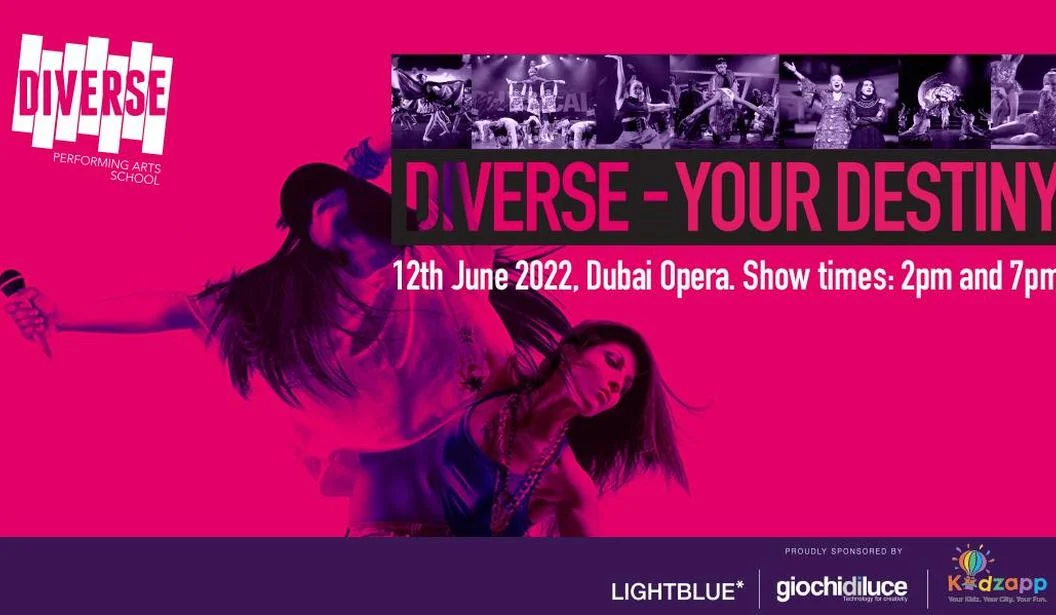 DIVERSE
PERFORMING ARTS
SCHOOL
DIVERSE – YOUR DESTINY
12th June 2022, Dubai Opera. Show times: 2pm and 7pm
PROUDLY SPONSORED BY
LIGHTBLUE*
giochidiluce
Technology for creativity
Kidzapp
Your Kidz. Your City. Your Fun.